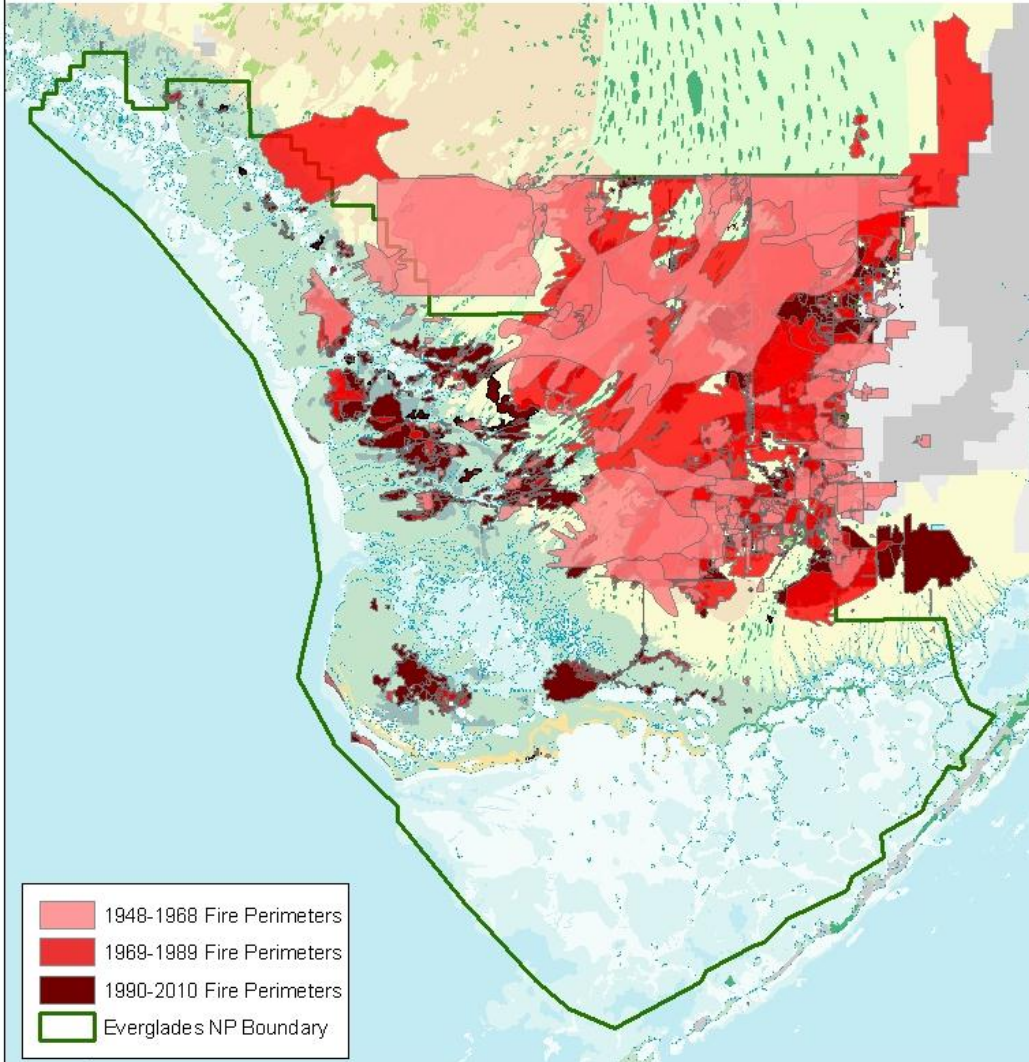 1948-1968 Fire Perimeters
1969-1989 Fire Perimeters
1990-2010 Fire Perimeters
Everglades NP Boundary